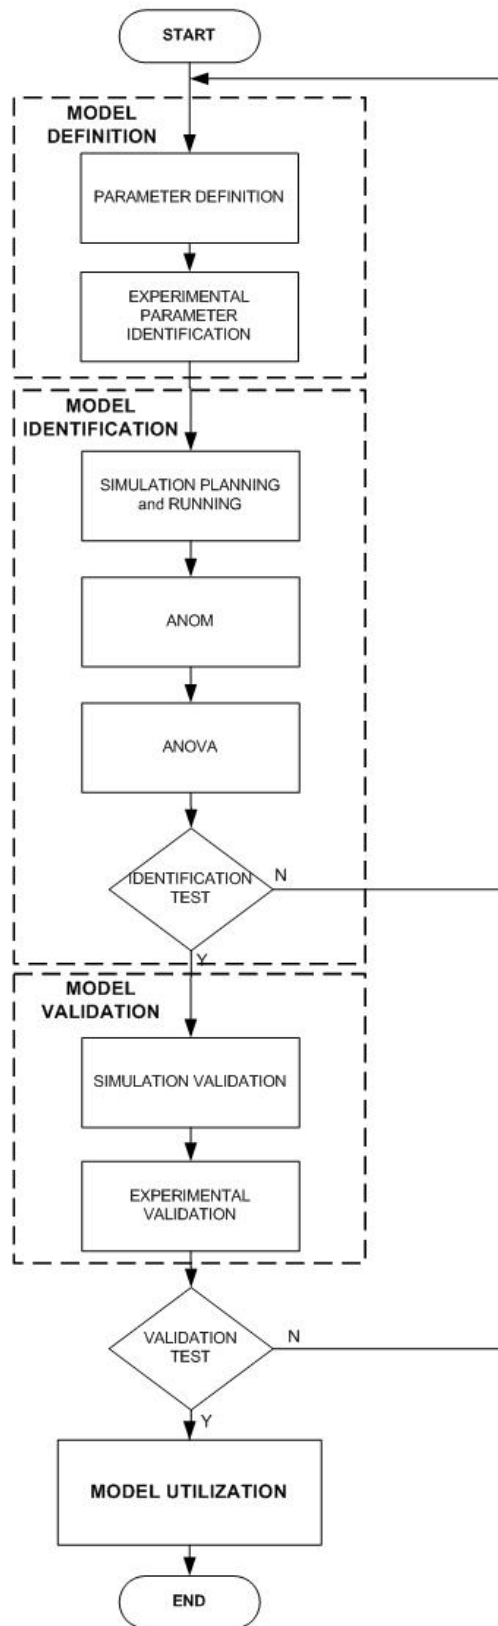 START
MODEL
DEFINITION
PARAMETER DEFINITION
EXPERIMENTAL
PARAMETER
IDENTIFICATION
MODEL
IDENTIFICATION
SIMULATION PLANNING
and RUNNING
ANOM
ANOVA
IDENTIFICATION
TEST
N
Y
MODEL
VALIDATION
SIMULATION VALIDATION
EXPERIMENTAL
VALIDATION
VALIDATION
TEST
N
Y
MODEL UTILIZATION
END